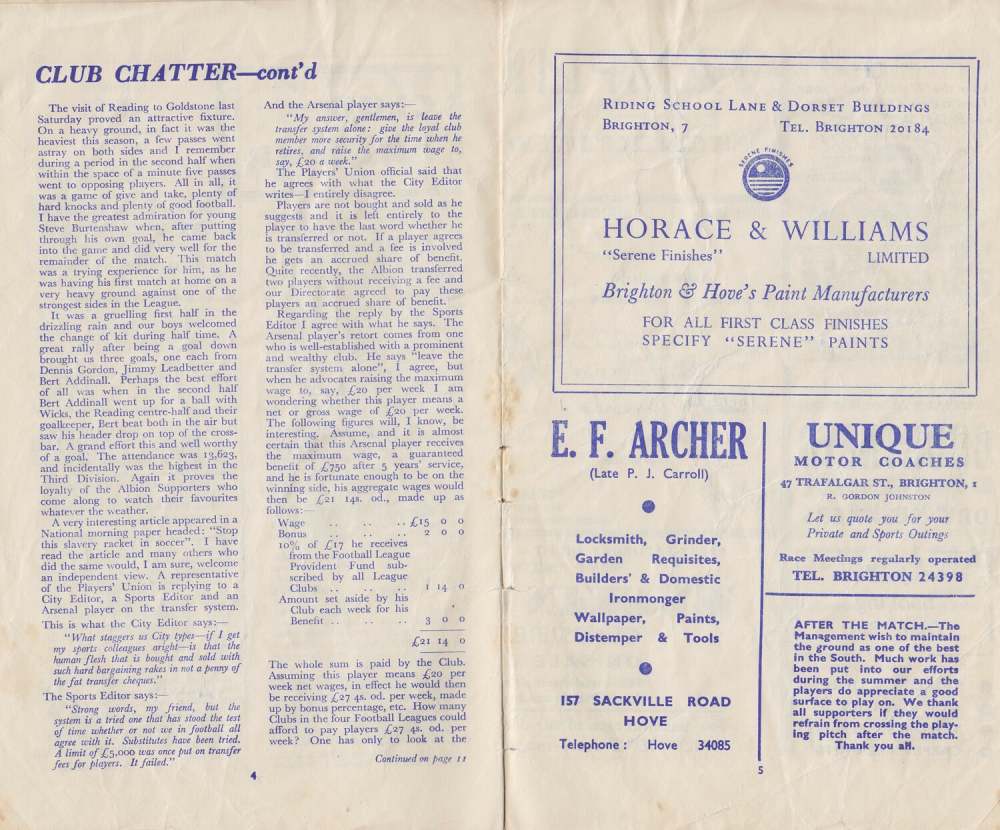 CLUB CHATTER—cont'd
The visit of Reading to Goldstone last
Saturday proved an attractive fixture.
On a heavy ground, in fact it was the
heaviest this season, a few passes went
astray on both sides and I remember
during a period in the second half when
within the space of a minute five passes
went to opposing players. All in all, it
was a game of give and take, plenty of
hard knocks and plenty of good football.
I have the greatest admiration for young
Steve Burtenshaw when, after putting
through his own goal, he came back
into the game and did very well for the
remainder of the match. This match
was a trying experience for him, as he
was having his first match at home on a
very heavy ground against one of the
strongest sides in the League.
It was a gruelling first half in the
drizzling rain and our boys welcomed
the change of kit during half time. A
great rally after being a goal down
brought us three goals, one each from
Dennis Gordon, Jimmy Leadbetter and
Bert Addinall. Perhaps the best effort
of all was when in the second half
Bert Addinall went up for a ball with
Wicks, the Reading centre-half and their
goalkeeper, Bert beat both in the air but
saw his header drop on top of the cross-
bar. A grand effort this and well worthy
of a goal. The attendance was 13,623,
and incidentally was the highest in the
Third Division. Again it proves the
loyalty of the Albion Supporters who
come along to watch their favourites
whatever the weather.
A very interesting article appeared in a
National morning paper headed: "Stop
this slavery racket in soccer". I have
read the article and many others who
did the same would, I am sure, welcome
an independent view. A representative
of the Players' Union is replying to a
City Editor, a Sports Editor and an
Arsenal player on the transfer system.
This is what the City Editor says:—
"What staggers us City types—if I get
my sports colleagues aright—is that the
human flesh that is bought and sold with
such hard bargaining rakes in not a penny of
the fat transfer cheques."
The Sports Editor says:—
"Strong words, my friend, but the
system is a tried one that has stood the test
of time whether or not we in football all
agree with it. Substitutes have been tried.
A limit of £5,000 was once put on transfer
fees for players. It failed."
4
And the Arsenal player says:—
"My answer, gentlemen, is leave the
transfer system alone: give the loyal club
member more security for the time when he
retires, and raise the maximum wage to,
say, £20 a week."
The Players' Union official said that
he agrees with what the City Editor
writes—I entirely disagree.
Players are not bought and sold as he
suggests and it is left entirely to the
player to have the last word whether he
is transferred or not. If a player agrees
to be transferred and a fee is involved
he gets an accrued share of benefit.
Quite recently, the Albion transferred
two players without receiving a fee and
our Directorate agreed to pay these
players an accrued share of benefit.
Regarding the reply by the Sports
Editor I agree with what he says. The
Arsenal player's retort comes from one
who is well-established with a prominent
and wealthy club. He says "leave the
transfer system alone", I agree, but
when he advocates raising the maximum
wage to, say, £20 per week I am
wondering whether this player means a
net or gross wage of £20 per week.
The following figures will, I know, be
interesting. Assume, and it is almost
certain that this Arsenal player receives
the maximum wage, a guaranteed
benefit of £750 after 5 years' service,
and he is fortunate enough to be on the
winning side, his aggregate wages would
then be £21 14s. od., made up as
follows:—
Wage .. .. .. £15 0 0
Bonus .. .. .. 2 0 0
10% of £17 he receives
from the Football League
Provident Fund sub-
scribed by all League
Clubs .. .. .. 1 14 0
Amount set aside by his
Club each week for his
Benefit .. .. .. 3 0 0
£21 14 0
The whole sum is paid by the Club.
Assuming this player means £20 per
week net wages, in effect he would then
be receiving £27 4s. od. per week, made
up by bonus percentage, etc. How many
Clubs in the four Football Leagues could
afford to pay players £27 4s. od. per
week? One has only to look at the
Continued on page 11
RIDING SCHOOL LANE & DORSET BUILDINGS
BRIGHTON, 7 TEL. BRIGHTON 20184
SERENE FINISHES
HORACE & WILLIAMS
"Serene Finishes" LIMITED
Brighton & Hove's Paint Manufacturers
FOR ALL FIRST CLASS FINISHES
SPECIFY "SERENE" PAINTS
E. F. ARCHER
(Late P. J. Carroll)
Locksmith, Grinder,
Garden Requisites,
Builders' & Domestic
Ironmonger
Wallpaper, Paints,
Distemper & Tools
157 SACKVILLE ROAD
HOVE
Telephone: Hove 34085
UNIQUE
MOTOR COACHES
47 TRAFALGAR ST., BRIGHTON, 1
R. GORDON JOHNSTON
Let us quote you for your
Private and Sports Outings
Race Meetings regularly operated
TEL. BRIGHTON 24398
AFTER THE MATCH.—The
Management wish to maintain
the ground as one of the best
in the South. Much work has
been put into our efforts
during the summer and the
players do appreciate a good
surface to play on. We thank
all supporters if they would
refrain from crossing the play-
ing pitch after the match.
Thank you all.
5